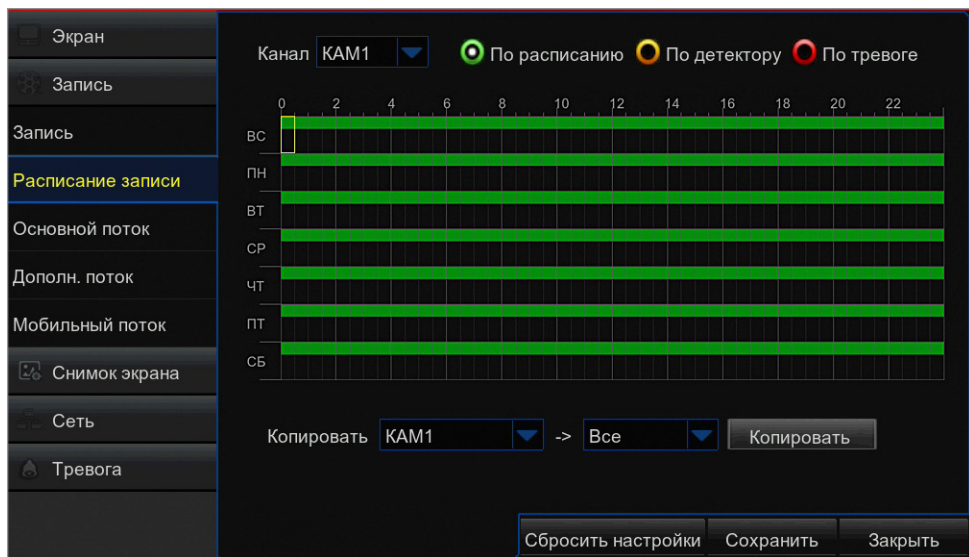 Экран
Запись
Запись
Расписание записи
Основной поток
Дополн. поток
Мобильный поток
Снимок экрана
Сеть
Тревога
Канал КАМ1 По расписанию По детектору По тревоге
0 2 4 6 8 10 12 14 16 18 20 22
ВС
ПН
ВТ
СР
ЧТ
ПТ
СБ
Копировать КАМ1 -> Все Копировать
Сбросить настройки Сохранить Закрыть